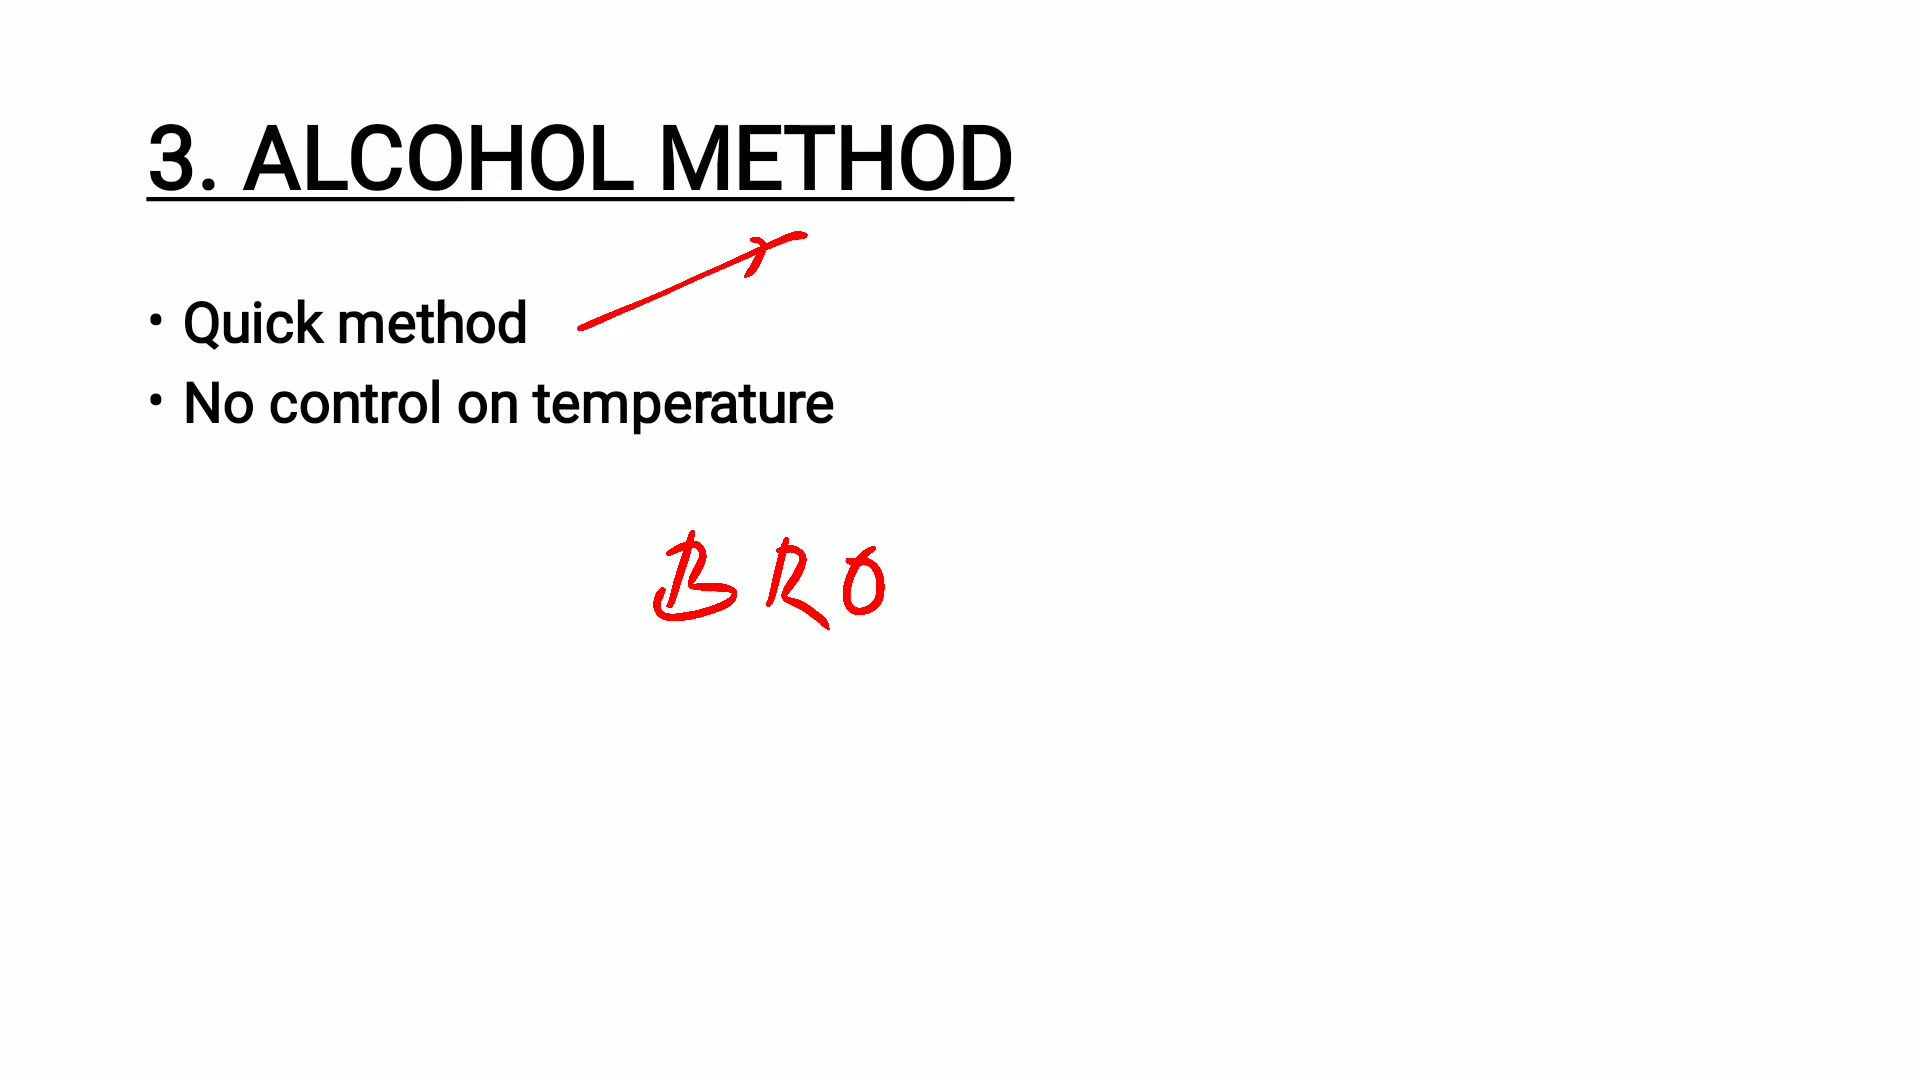 3. ALCOHOL METHOD
• Quick method
• No control on temperature
BRO